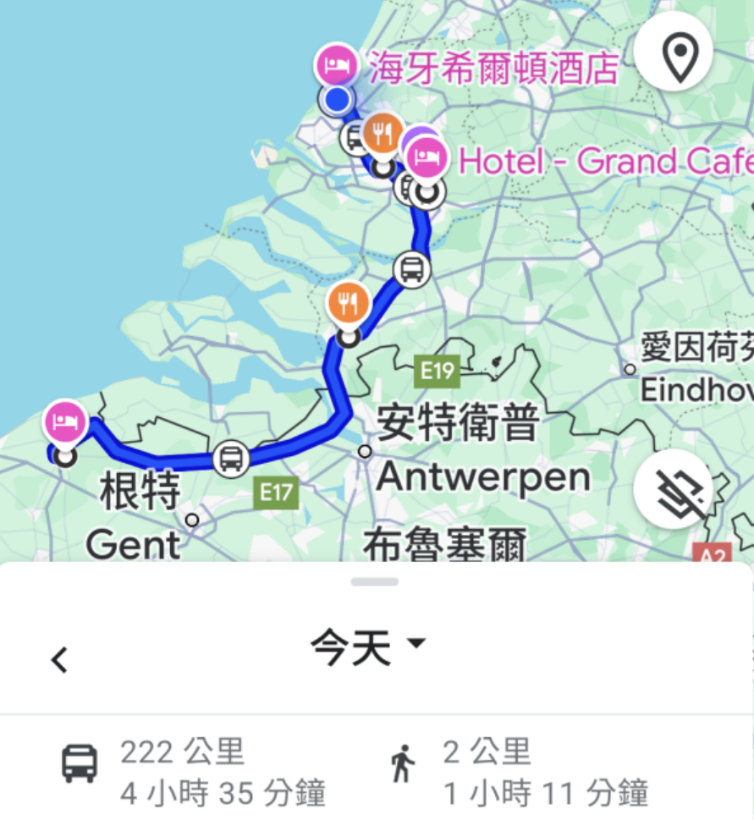 海牙希爾頓酒店
Hotel - Grand Café
E19
愛因荷芬
Eindhov
安特衛普
Antwerpen
根特
Gent
E17
布魯塞爾
A2
今天
222 公里
2 公里
4 小時 35 分鐘
1 小時 11 分鐘